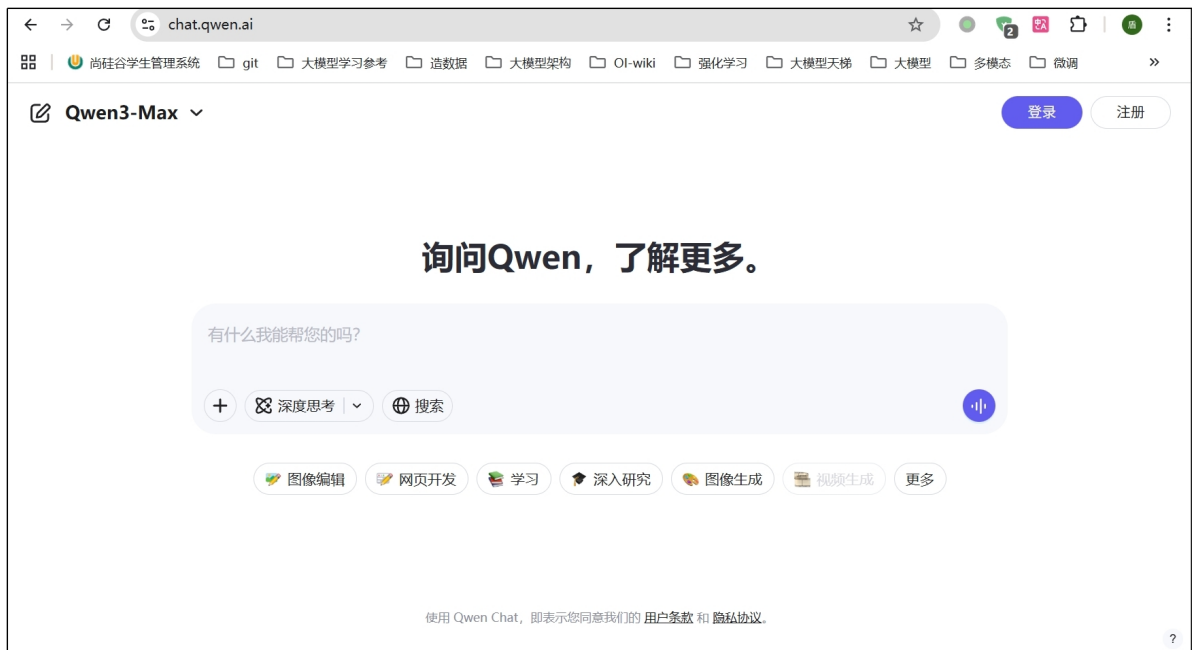 chat.qwen.ai
2
盾
尚硅谷学生管理系统 git 大模型学习参考 造数据 大模型架构 OI-wiki 强化学习 大模型天梯 大模型 多模态 微调 »
Qwen3-Max 登录 注册
询问Qwen，了解更多。
有什么我能帮您的吗？
深度思考 搜索
图像编辑 网页开发 学习 深入研究 图像生成 视频生成 更多
使用 Qwen Chat，即表示您同意我们的 用户条款 和 隐私协议。
?